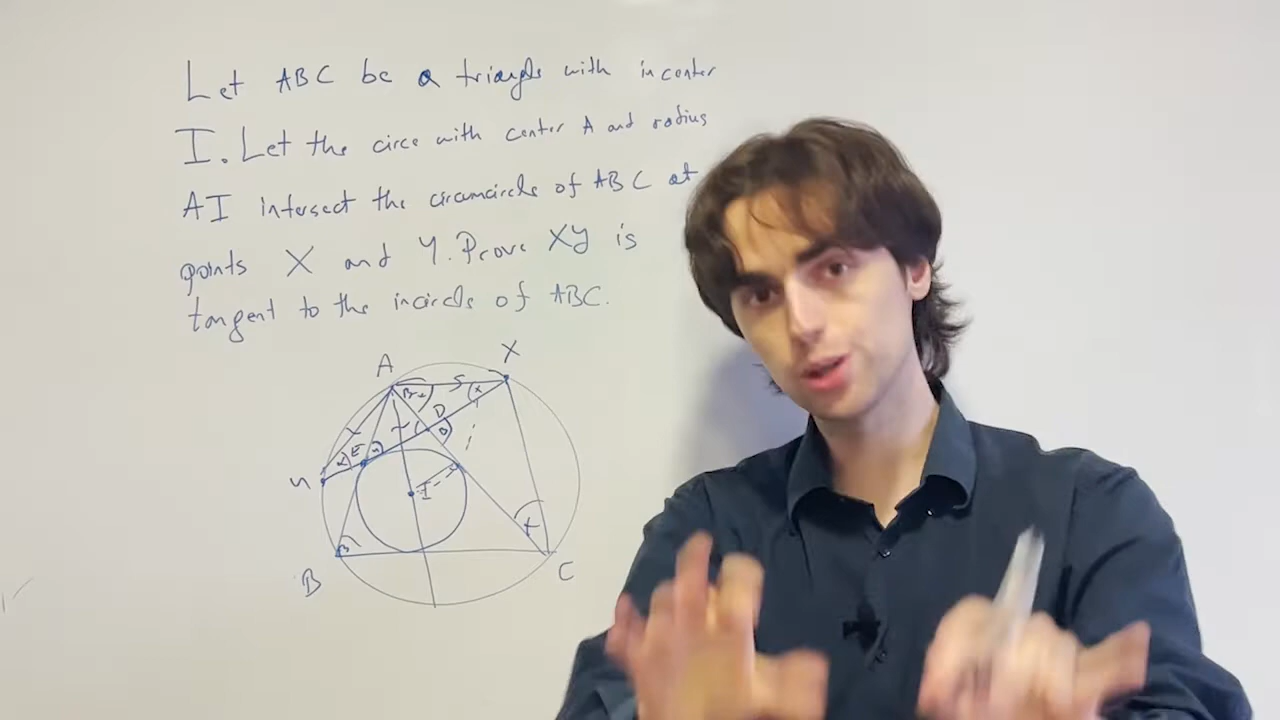 Let ABC be a triangle with incenter
I. Let the circe with center A and radius
AI intersect the circumcircle of ABC at
points X and Y. Prove XY is
tangent to the incircle of ABC.
A
X
D
E
I
B
C